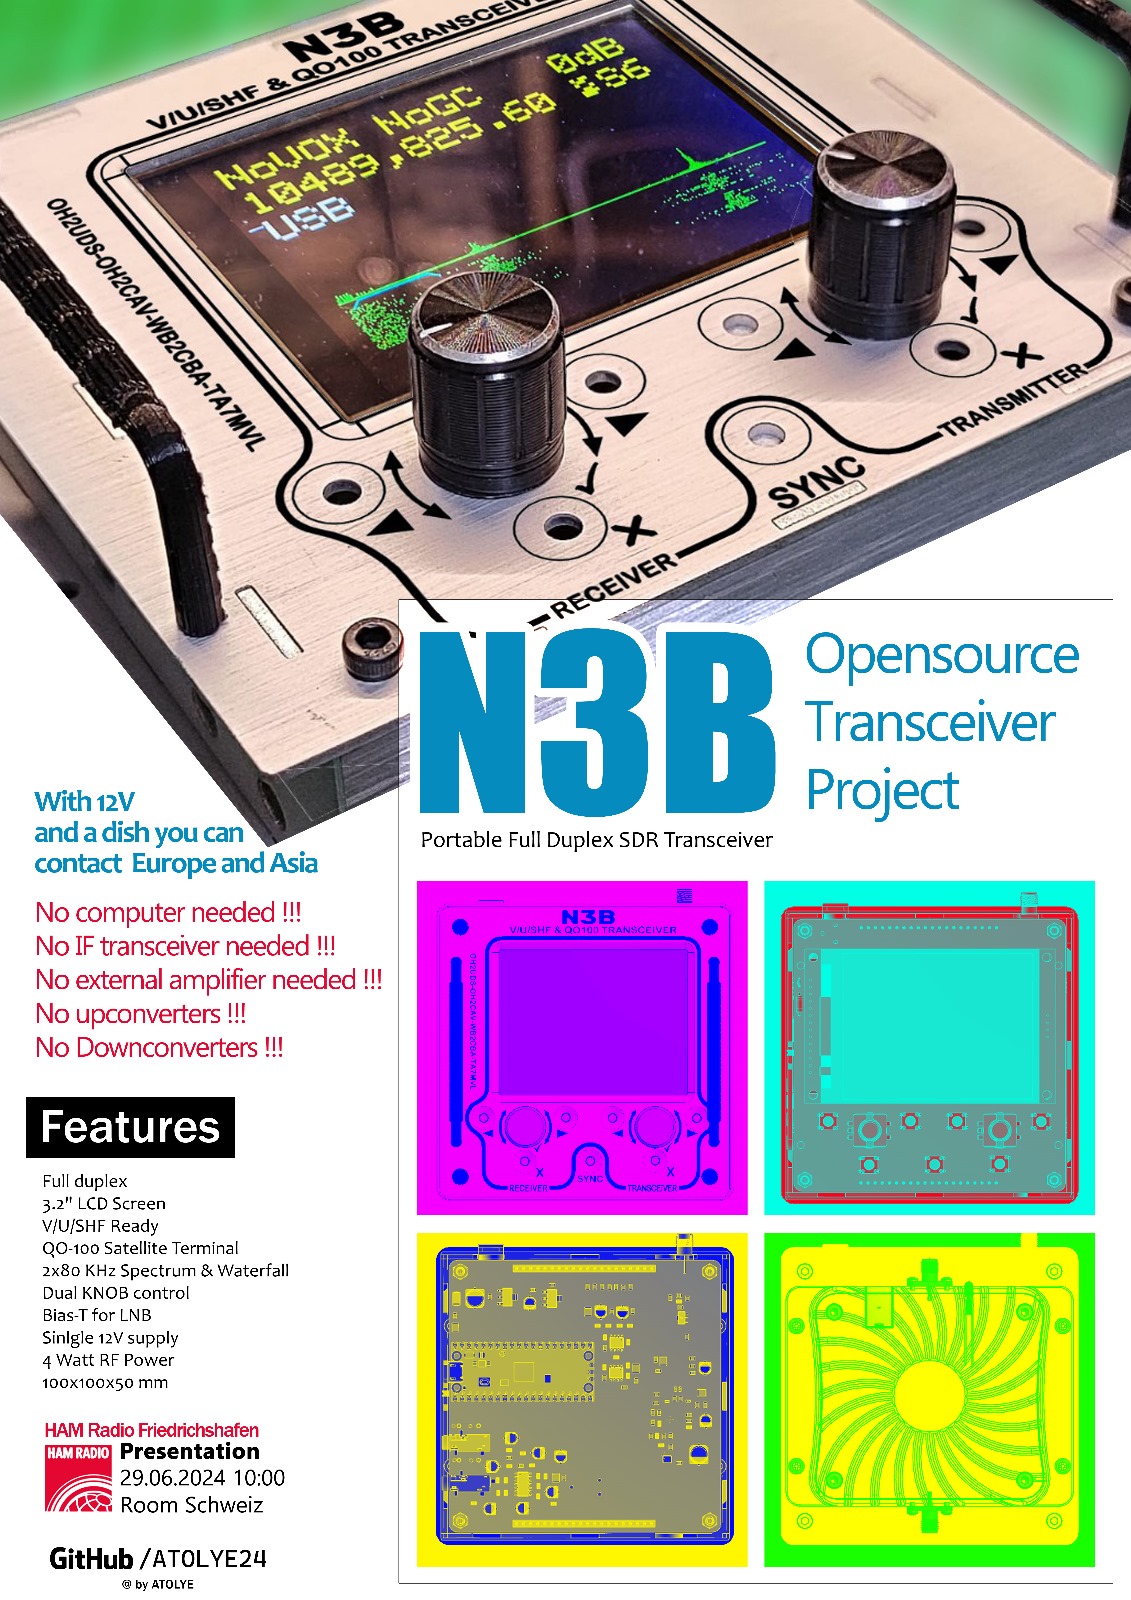 N3B
V/U/SHF & QO100 TRANSCEIVER
NoVOX NoGC 0dB
10489,825.60 S6
USB
OH2UDS-OH2CAV-WB2CBA-TA7MVL
SYNC
TRANSMITTER
RECEIVER
N3B
Opensource
Transceiver
Project
Portable Full Duplex SDR Transceiver
With 12V
and a dish you can
contact Europe and Asia
No computer needed !!!
No IF transceiver needed !!!
No external amplifier needed !!!
No upconverters !!!
No Downconverters !!!
Features
Full duplex
3.2" LCD Screen
V/U/SHF Ready
QO-100 Satellite Terminal
2x80 KHz Spectrum & Waterfall
Dual KNOB control
Bias-T for LNB
Sinlgle 12V supply
4 Watt RF Power
100x100x50 mm
HAM Radio Friedrichshafen
HAM RADIO
Presentation
29.06.2024 10:00
Room Schweiz
GitHub /ATOLYE24
@ by ATOLYE
N3B
V/U/SHF & QO100 TRANSCEIVER
OH2UDS-OH2CAV-WB2CBA-TA7MVL
X
X
RECEIVER
SYNC
TRANSCEIVER